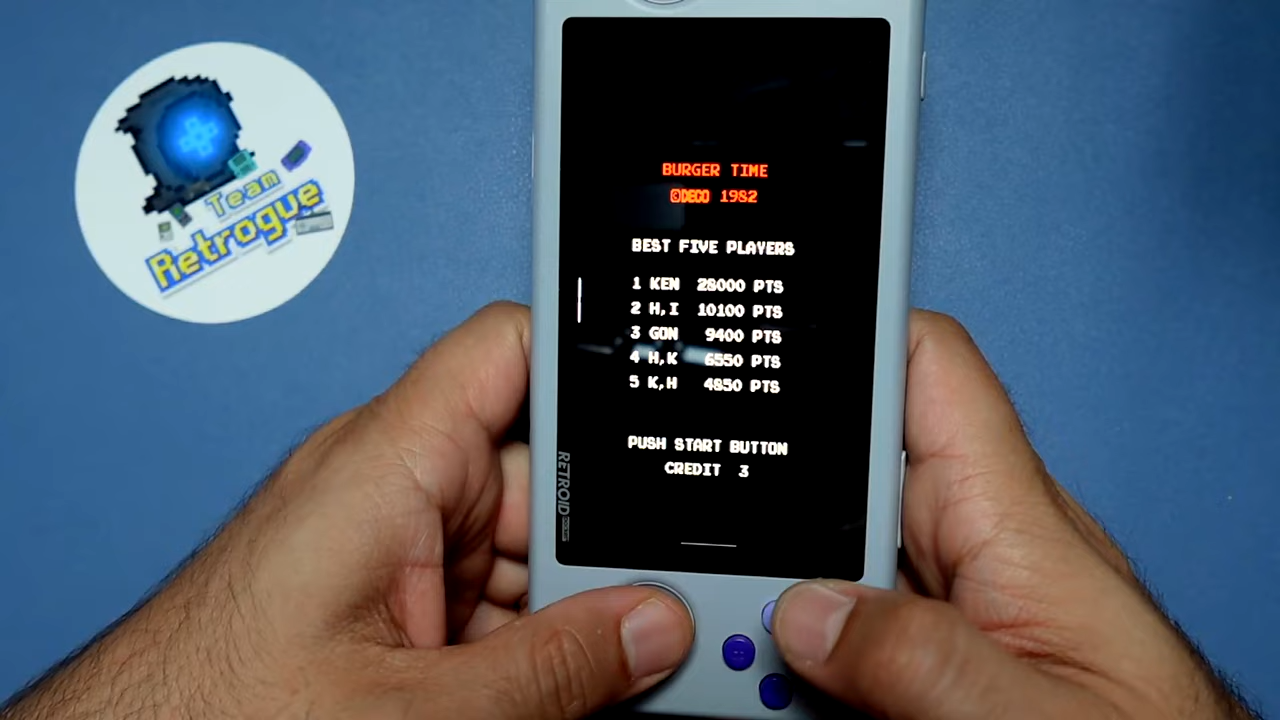 Team
Retrogue
BURGER TIME
©DECO 1982
BEST FIVE PLAYERS
1 KEN 28000 PTS
2 H,I 10100 PTS
3 GON 9400 PTS
4 H,K 6550 PTS
5 K,H 4850 PTS
PUSH START BUTTON
CREDIT 3
RETROID